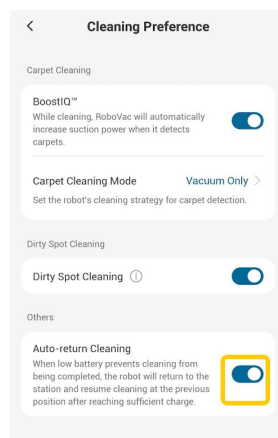 Cleaning Preference
Carpet Cleaning
BoostIQ™
While cleaning, RoboVac will automatically
increase suction power when it detects
carpets.
Carpet Cleaning Mode Vacuum Only
Set the robot's cleaning strategy for carpet detection.
Dirty Spot Cleaning
Dirty Spot Cleaning
Others
Auto-return Cleaning
When low battery prevents cleaning from
being completed, the robot will return to the
station and resume cleaning at the previous
position after reaching sufficient charge.